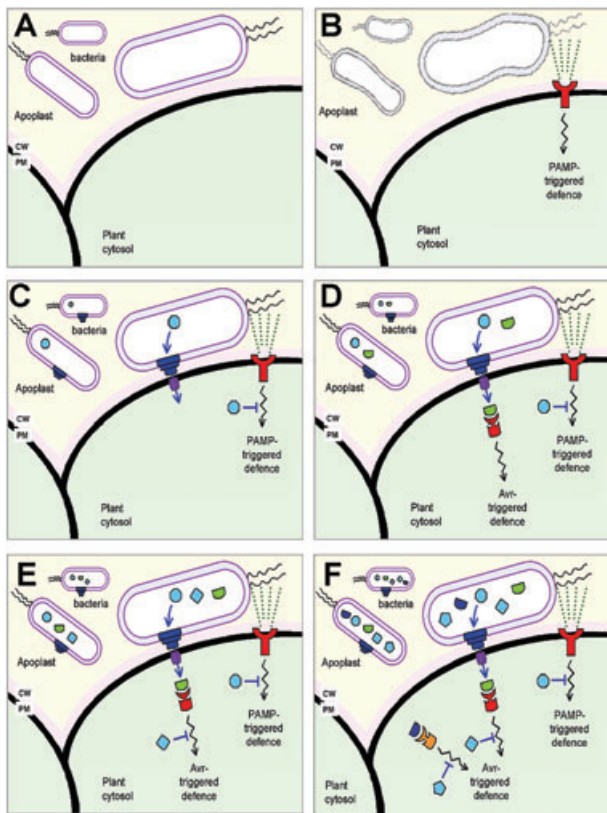 A
bacteria
Apoplast
CW
PM
Plant
cytosol
B
Apoplast
CW
PM
PAMP-
triggered
defence
Plant
cytosol
C
bacteria
Apoplast
CW
PM
PAMP-
triggered
defence
Plant
cytosol
D
bacteria
Apoplast
CW
PM
PAMP-
triggered
defence
Avr-
triggered
defence
Plant
cytosol
E
bacteria
Apoplast
CW
PM
PAMP-
triggered
defence
Avr-
triggered
defence
Plant
cytosol
F
bacteria
Apoplast
CW
PM
PAMP-
triggered
defence
Avr-
triggered
defence
Plant
cytosol